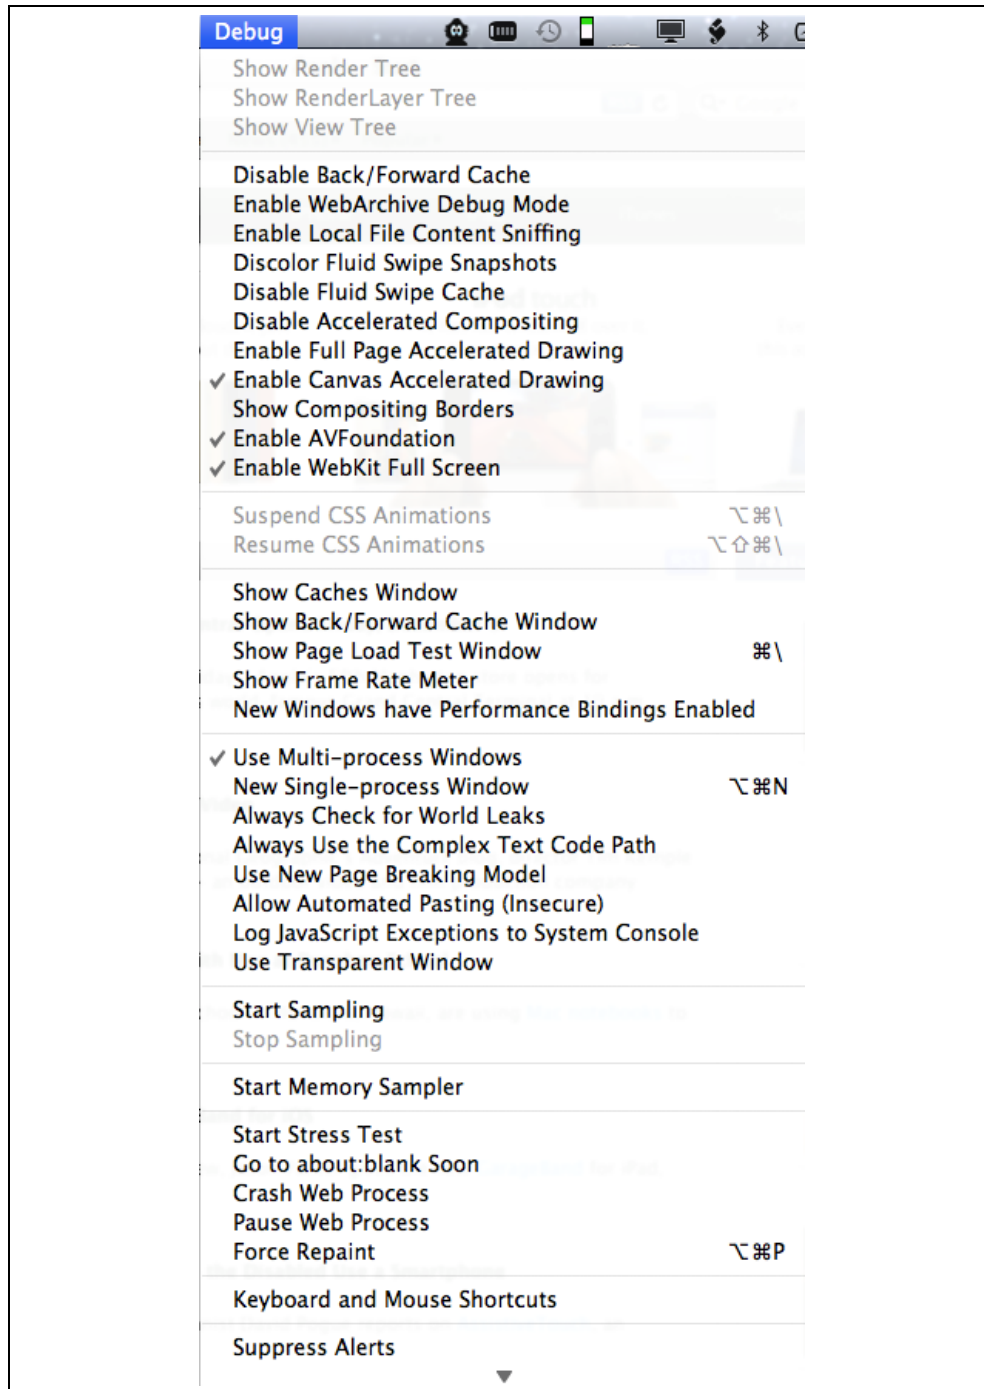 Debug
Show Render Tree
Show RenderLayer Tree
Show View Tree
Disable Back/Forward Cache
Enable WebArchive Debug Mode
Enable Local File Content Sniffing
Discolor Fluid Swipe Snapshots
Disable Fluid Swipe Cache
Disable Accelerated Compositing
Enable Full Page Accelerated Drawing
✓ Enable Canvas Accelerated Drawing
Show Compositing Borders
✓ Enable AVFoundation
✓ Enable WebKit Full Screen
Suspend CSS Animations ⌥⌘\
Resume CSS Animations ⌥⇧⌘\
Show Caches Window
Show Back/Forward Cache Window
Show Page Load Test Window ⌘\
Show Frame Rate Meter
New Windows have Performance Bindings Enabled
✓ Use Multi-process Windows
New Single-process Window ⌥⌘N
Always Check for World Leaks
Always Use the Complex Text Code Path
Use New Page Breaking Model
Allow Automated Pasting (Insecure)
Log JavaScript Exceptions to System Console
Use Transparent Window
Start Sampling
Stop Sampling
Start Memory Sampler
Start Stress Test
Go to about:blank Soon
Crash Web Process
Pause Web Process
Force Repaint ⌥⌘P
Keyboard and Mouse Shortcuts
Suppress Alerts